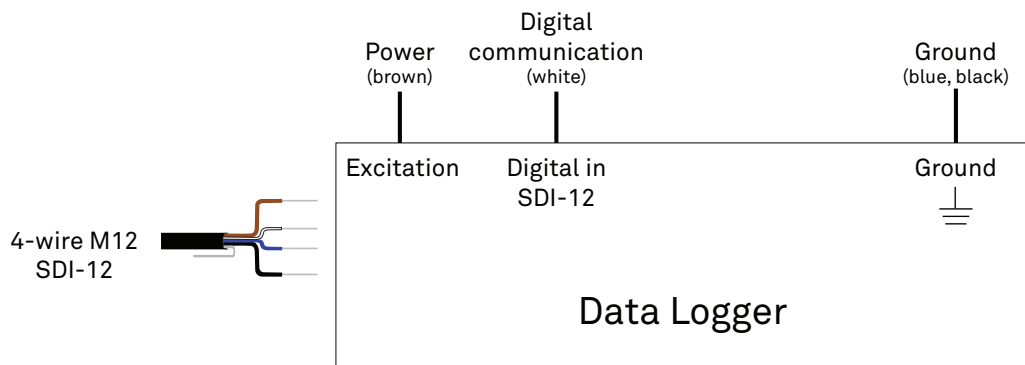 Power
(brown)
Digital
communication
(white)
Ground
(blue, black)
Excitation
Digital in
SDI-12
Ground
4-wire M12
SDI-12
Data Logger